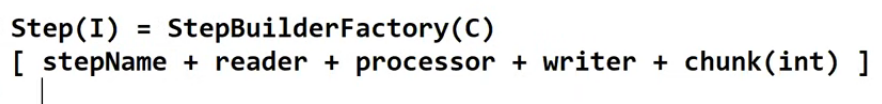 Step(I) = StepBuilderFactory(C)
[ stepName + reader + processor + writer + chunk(int) ]